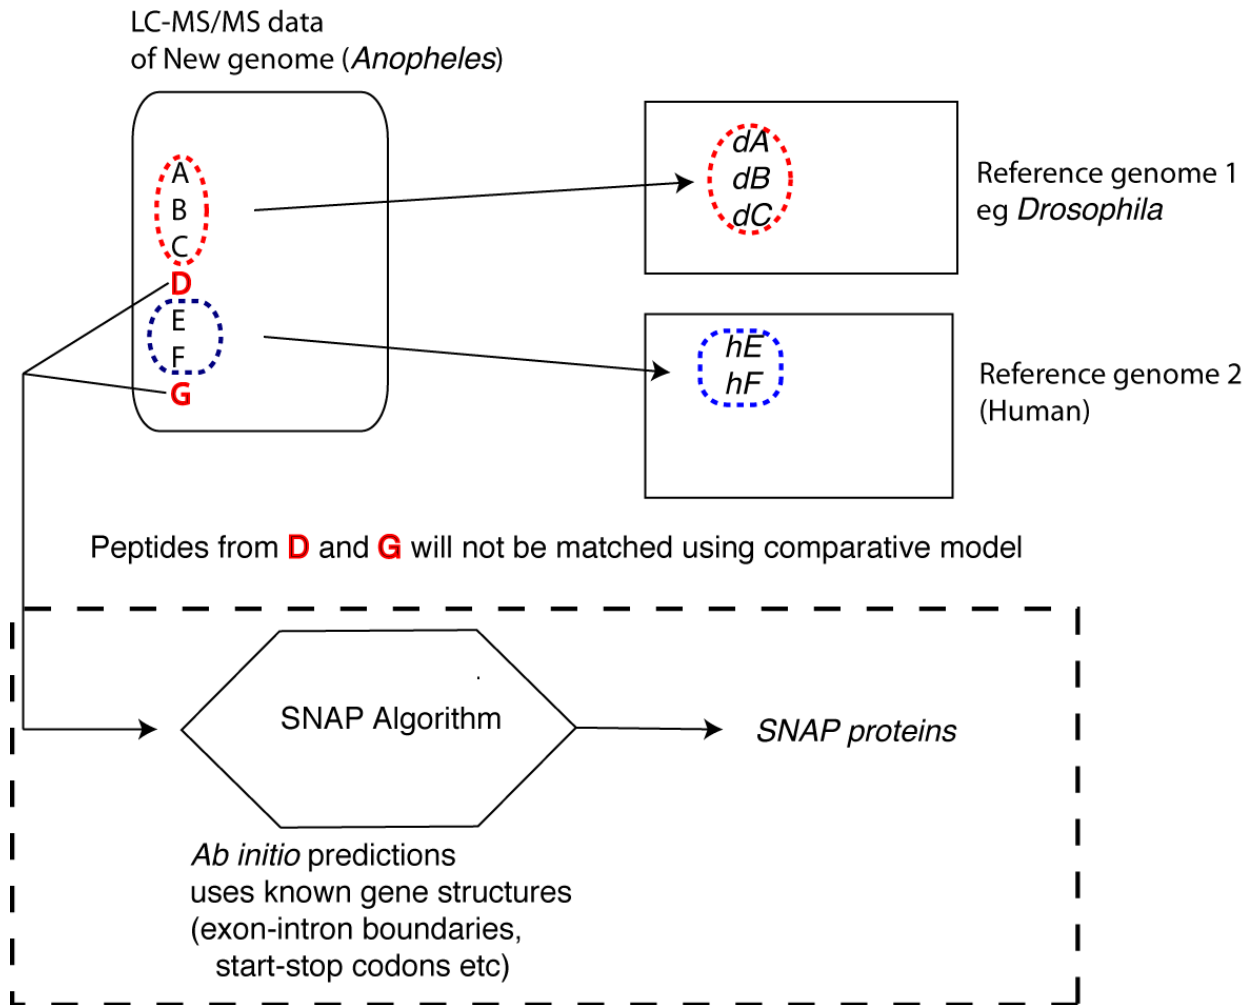 LC-MS/MS data
of New genome (Anopheles)
A
B
C
D
E
F
G
dA
dB
dC
Reference genome 1
eg Drosophila
hE
hF
Reference genome 2
(Human)
Peptides from D and G will not be matched using comparative model
SNAP Algorithm
SNAP proteins
Ab initio predictions
uses known gene structures
(exon-intron boundaries,
start-stop codons etc)